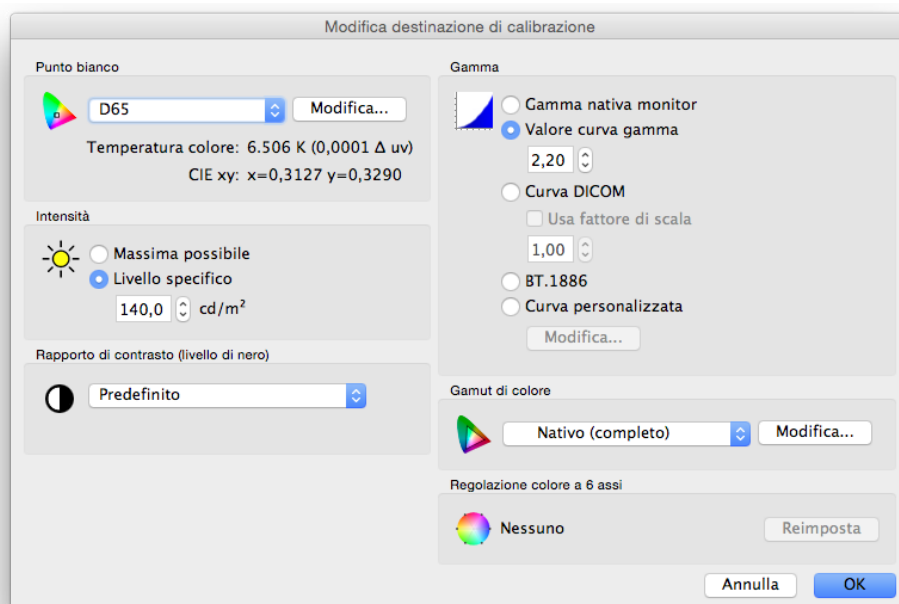 Modifica destinazione di calibrazione
Punto bianco
D65
Modifica...
Temperatura colore: 6.506 K (0,0001 Δ uv)
CIE xy: x=0,3127 y=0,3290
Intensità
Massima possibile
Livello specifico
140,0 cd/m²
Rapporto di contrasto (livello di nero)
Predefinito
Gamma
Gamma nativa monitor
Valore curva gamma
2,20
Curva DICOM
Usa fattore di scala
1,00
BT.1886
Curva personalizzata
Modifica...
Gamut di colore
Nativo (completo)
Modifica...
Regolazione colore a 6 assi
Nessuno
Reimposta
Annulla
OK